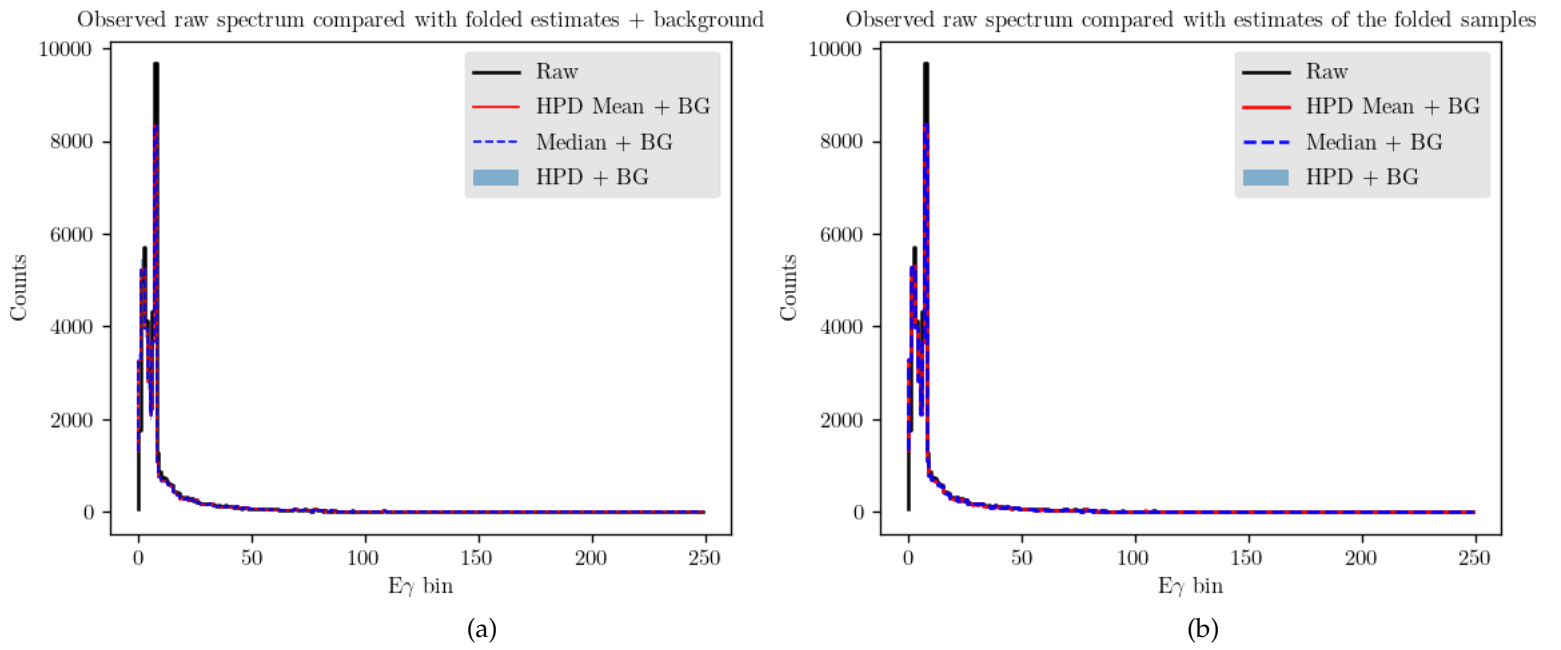 Observed raw spectrum compared with folded estimates + background
10000
8000
6000
4000
2000
0
Counts
Raw
HPD Mean + BG
Median + BG
HPD + BG
0 50 100 150 200 250
Eγ bin
(a)
Observed raw spectrum compared with estimates of the folded samples
10000
8000
6000
4000
2000
0
Counts
Raw
HPD Mean + BG
Median + BG
HPD + BG
0 50 100 150 200 250
Eγ bin
(b)